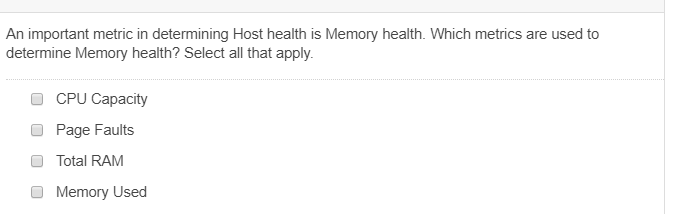 An important metric in determining Host health is Memory health. Which metrics are used to
determine Memory health? Select all that apply.
CPU Capacity
Page Faults
Total RAM
Memory Used